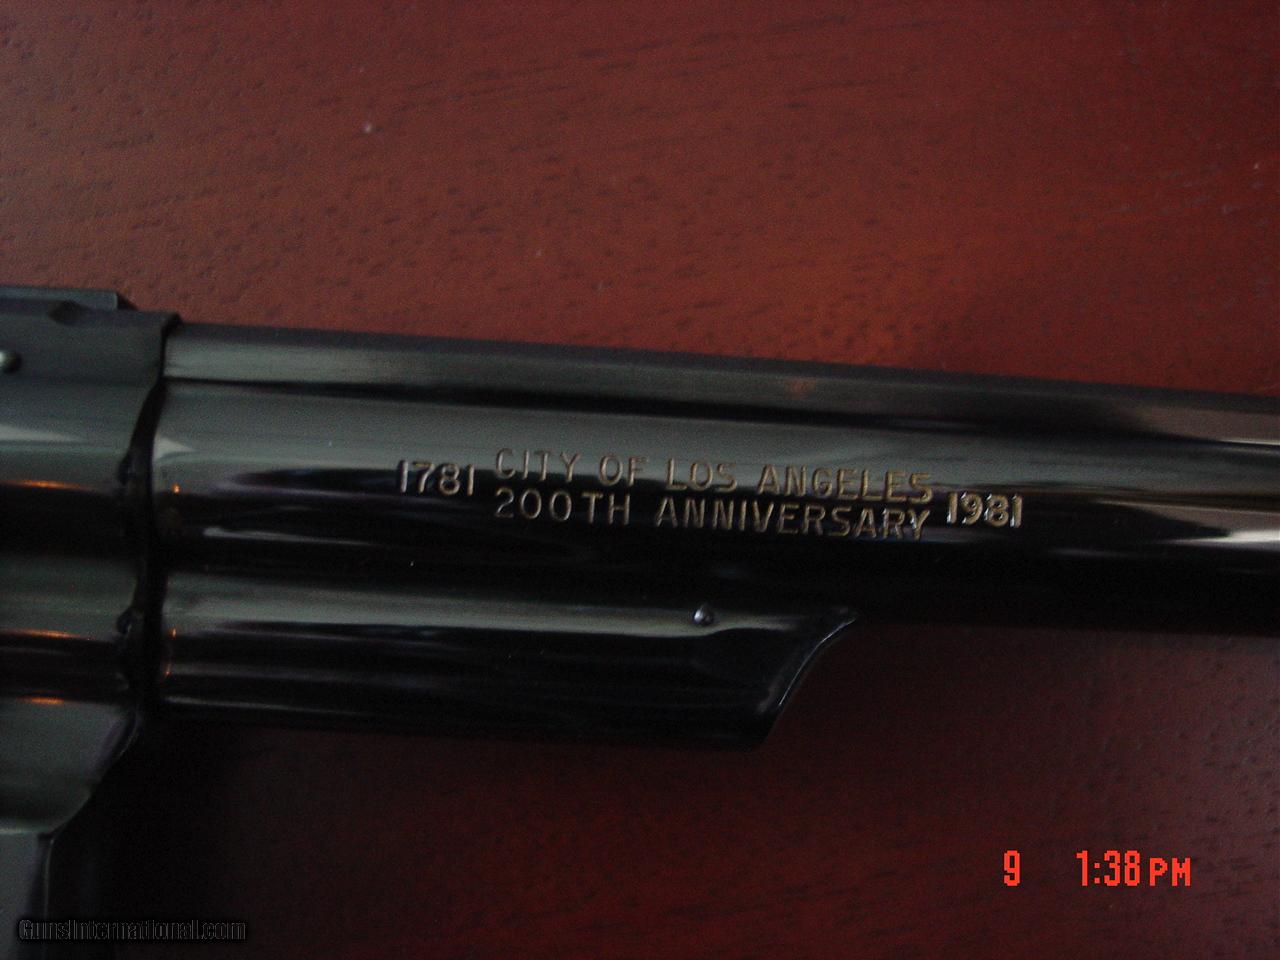 1781 CITY OF LOS ANGELES 1981
200TH ANNIVERSARY
9 1:38 PM
GunsInternational.com